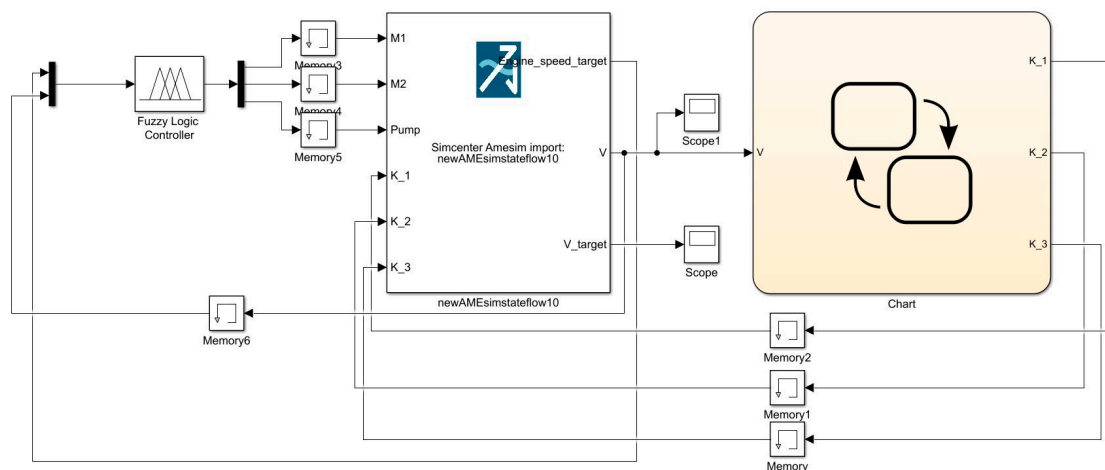 M1
Engine_speed_target
K_1
Memory3
M2
Fuzzy Logic
Controller
Memory4
Pump
Scope1
Memory5
Simcenter Amesim import:
newAMEsimstateflow10
V
V
K_2
K_1
K_2
V_target
K_3
Scope
K_3
newAMEsimstateflow10
Chart
Memory6
Memory2
Memory1
Memory